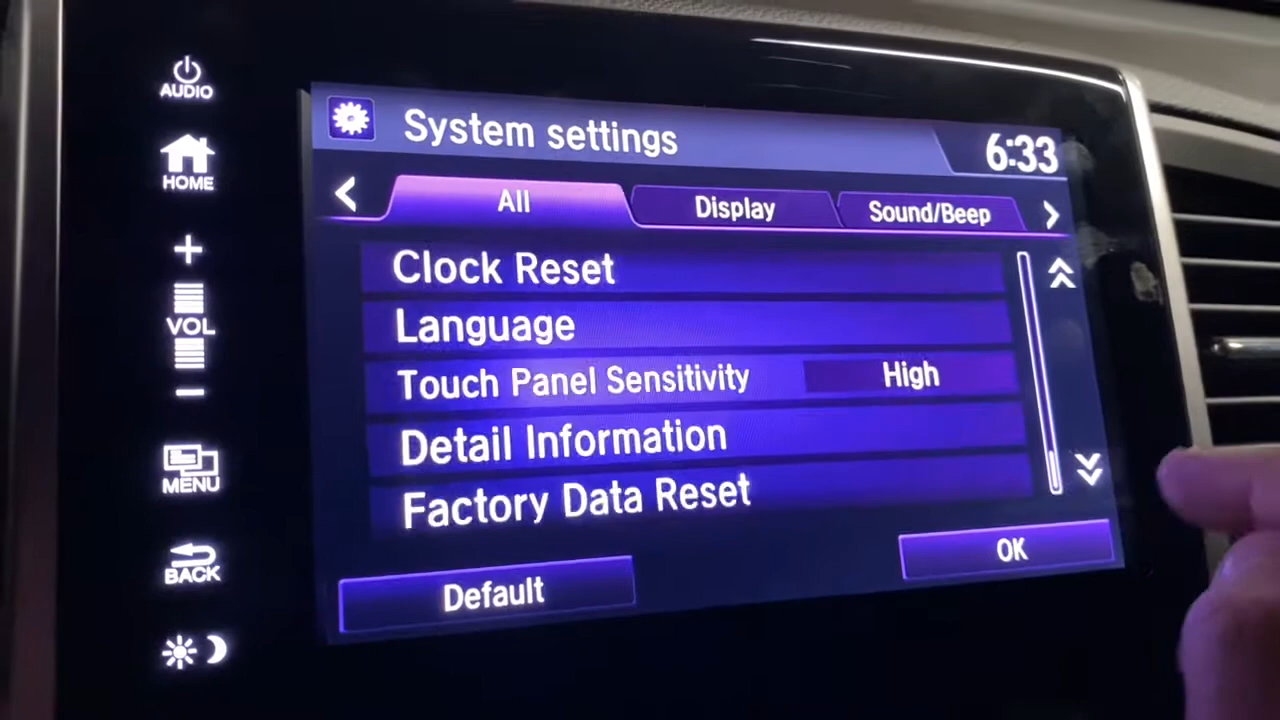 AUDIO
HOME
VOL
MENU
BACK
System settings
6:33
All
Display
Sound/Beep
Clock Reset
Language
Touch Panel Sensitivity
High
Detail Information
Factory Data Reset
Default
OK